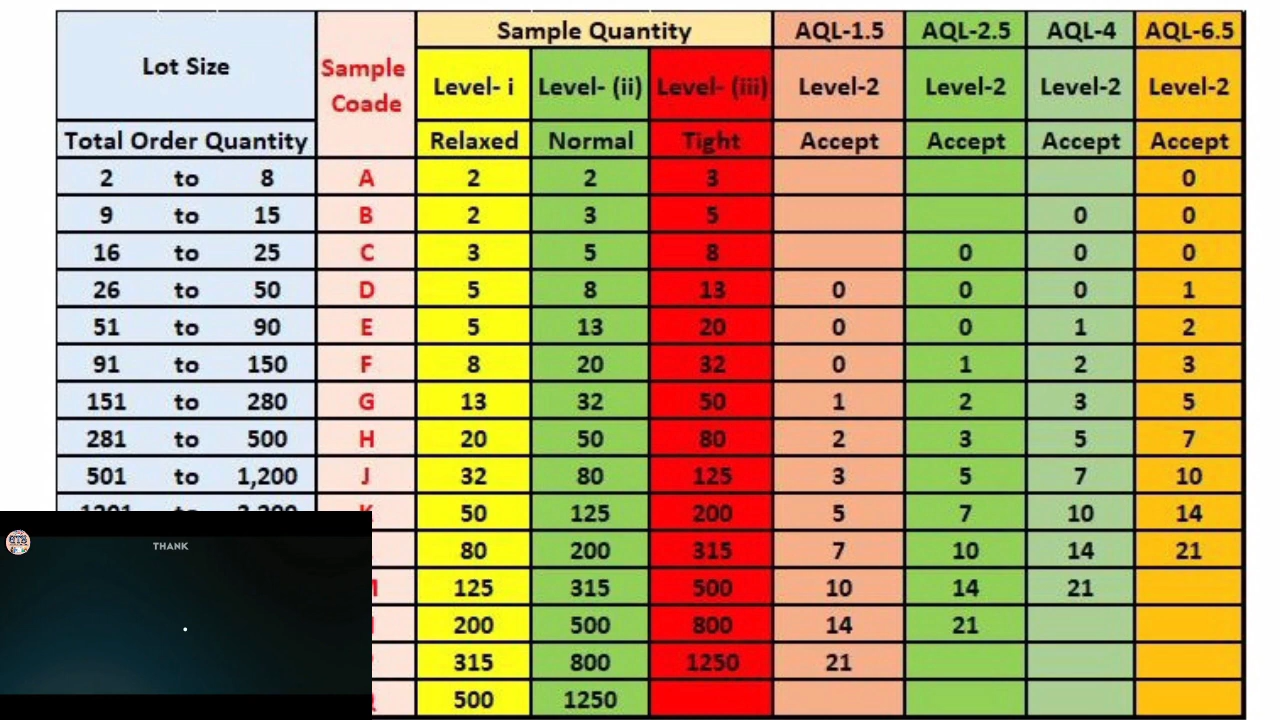 Lot Size Sample Coade Sample Quantity AQL-1.5 AQL-2.5 AQL-4 AQL-6.5
Level- i Level- (ii) Level- (iii) Level-2 Level-2 Level-2 Level-2
Total Order Quantity Relaxed Normal Tight Accept Accept Accept Accept
2 to 8 A 2 2 3 0
9 to 15 B 2 3 5 0 0
16 to 25 C 3 5 8 0 0 0
26 to 50 D 5 8 13 0 0 0 1
51 to 90 E 5 13 20 0 0 1 2
91 to 150 F 8 20 32 0 1 2 3
151 to 280 G 13 32 50 1 2 3 5
281 to 500 H 20 50 80 2 3 5 7
501 to 1,200 J 32 80 125 3 5 7 10
50 125 200 5 7 10 14
80 200 315 7 10 14 21
125 315 500 10 14 21
200 500 800 14 21
315 800 1250 21
500 1250
THANK